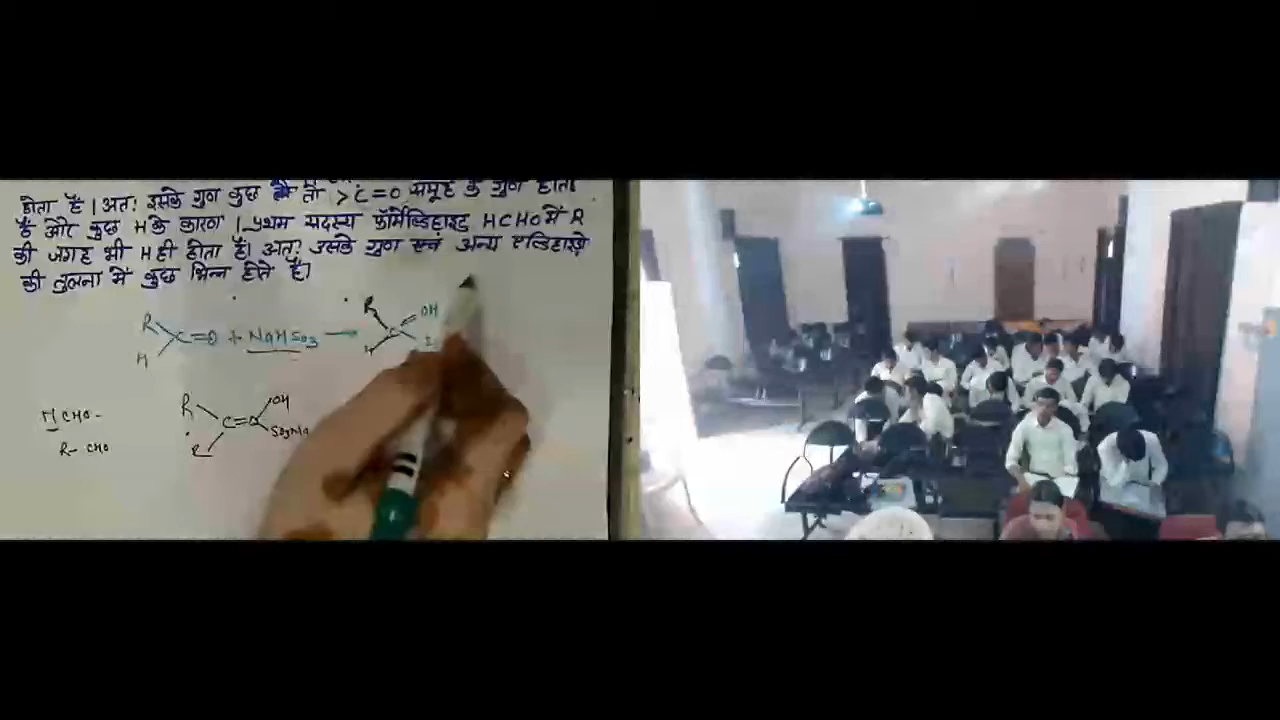 होता है । अतः इसके गुण कुछ तो >C=O समूह के गुण होता
हैं और कुछ H के कारण । प्रथम सदस्य फॉर्मेल्डिहाइड HCHO में R
की जगह भी H ही होता है। अतः उसके गुण एवं अन्य एल्डिहाइडो
की तुलना में कुछ भिन्न होते हैं।
R H C=O + NaHSO3 → R C OH
HCHO -
R - CHO
R R C=O OH SO3Na